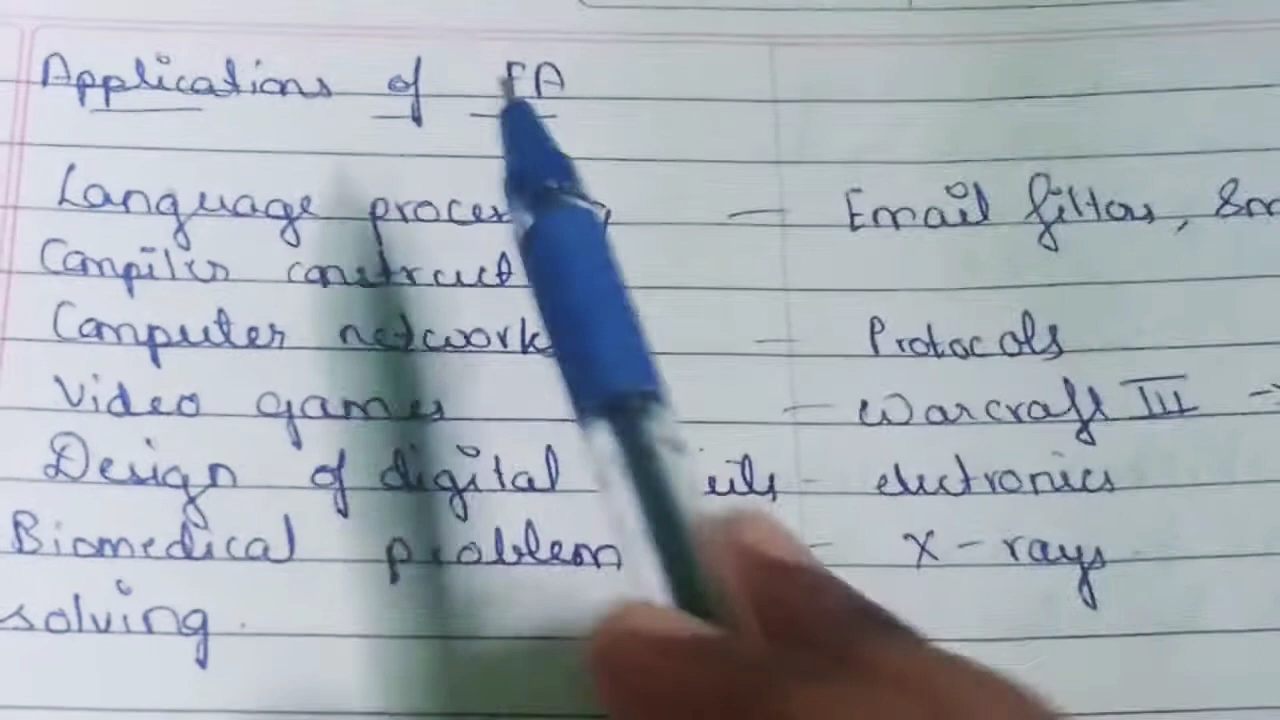 Applications of FA
Language — Email filters,
Compiler construct
Computer network — Protocols
Video games — Warcraft III →
Design of digital - electronics
Biomedical problem — X-rays
solving.